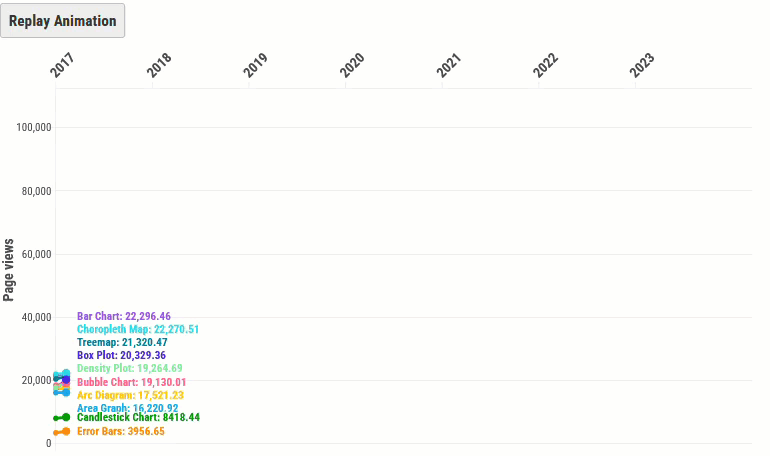 Replay Animation
2017
2018
2019
2020
2021
2022
2023
100,000
80,000
60,000
40,000
20,000
0
Page views
Bar Chart: 22,296.46
Choropleth Map: 22,270.51
Treemap: 21,320.47
Box Plot: 20,329.36
Density Plot: 19,264.69
Bubble Chart: 19,130.01
Arc Diagram: 17,521.23
Area Graph: 16,220.92
Candlestick Chart: 8418.44
Error Bars: 3956.65